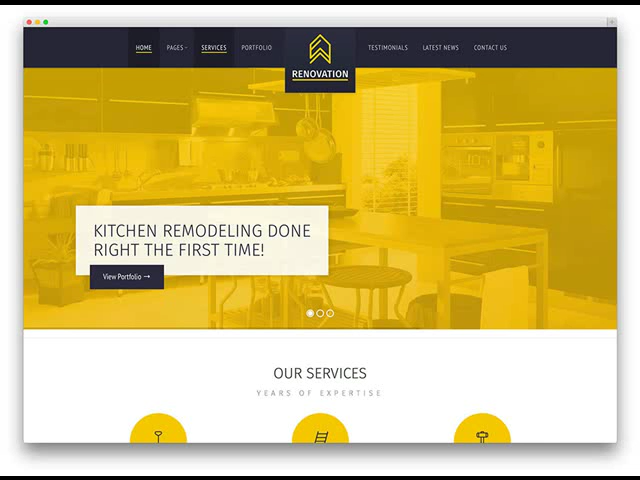 HOME PAGES SERVICES PORTFOLIO
RENOVATION
TESTIMONIALS LATEST NEWS CONTACT US
KITCHEN REMODELING DONE
RIGHT THE FIRST TIME!
View Portfolio →
OUR SERVICES
YEARS OF EXPERTISE